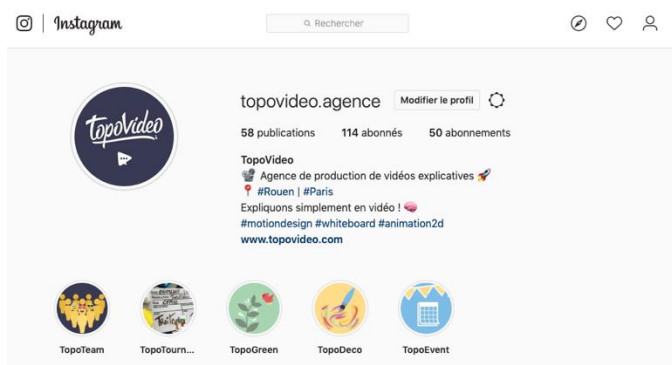 Instagram
Rechercher
TopoVideo
topovideo.agence Modifier le profil
58 publications 114 abonnés 50 abonnements
TopoVideo
📽 Agence de production de vidéos explicatives 🚀
📍 #Rouen | #Paris
Expliquons simplement en vidéo ! 🧠
#motiondesign #whiteboard #animation2d
www.topovideo.com
TopoTeam TopoTourn... TopoGreen TopoDeco TopoEvent